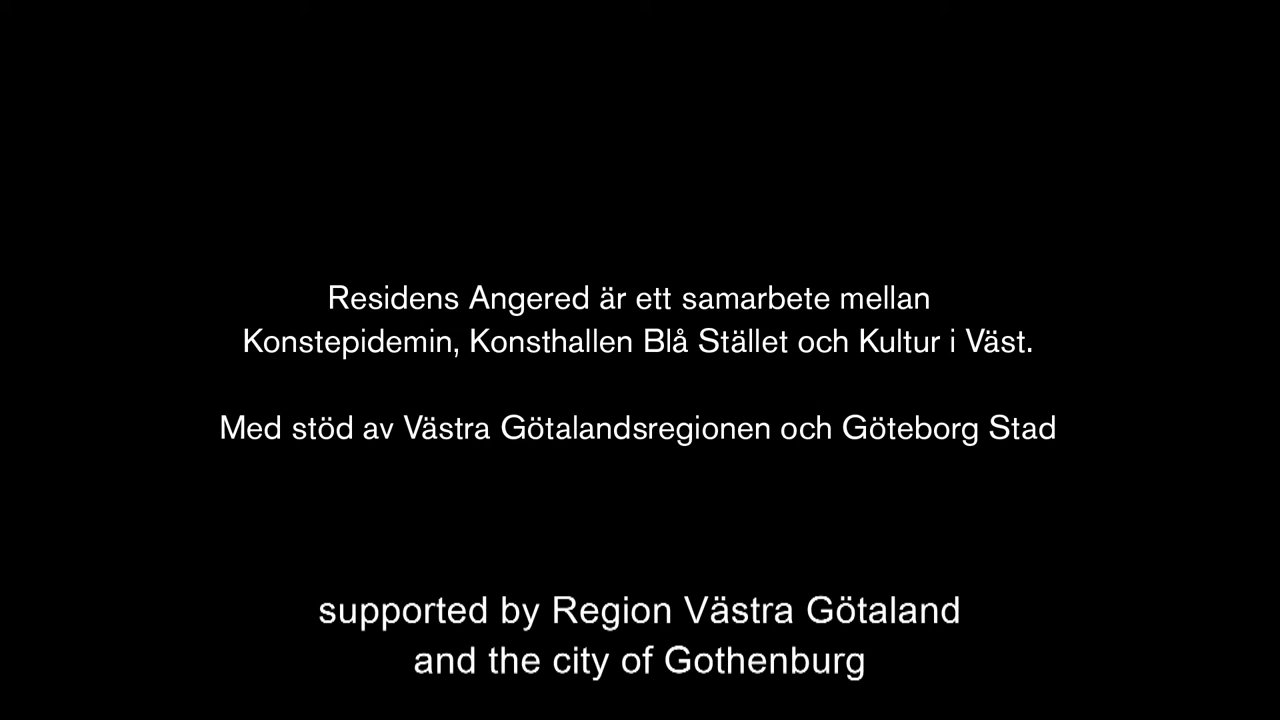 Residens Angered är ett samarbete mellan
Konstepidemin, Konsthallen Blå Stället och Kultur i Väst.
Med stöd av Västra Götalandsregionen och Göteborg Stad
supported by Region Västra Götaland
and the city of Gothenburg